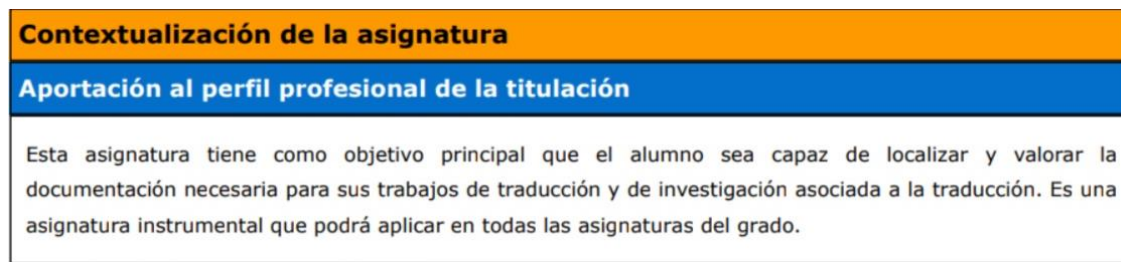 Contextualización de la asignatura
Aportación al perfil profesional de la titulación
Esta asignatura tiene como objetivo principal que el alumno sea capaz de localizar y valorar la
documentación necesaria para sus trabajos de traducción y de investigación asociada a la traducción. Es una
asignatura instrumental que podrá aplicar en todas las asignaturas del grado.